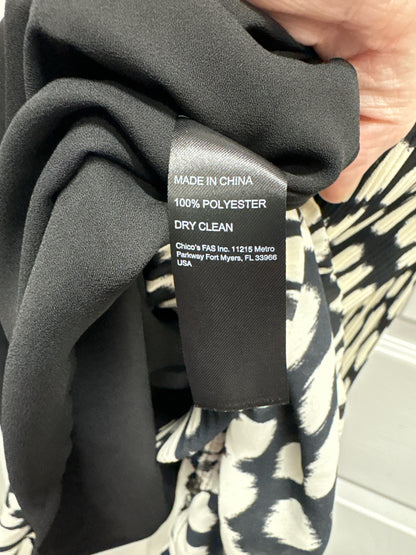 MADE IN CHINA
100% POLYESTER
DRY CLEAN
Chico's FAS Inc. 11215 Metro
Parkway Fort Myers, FL 33966
USA